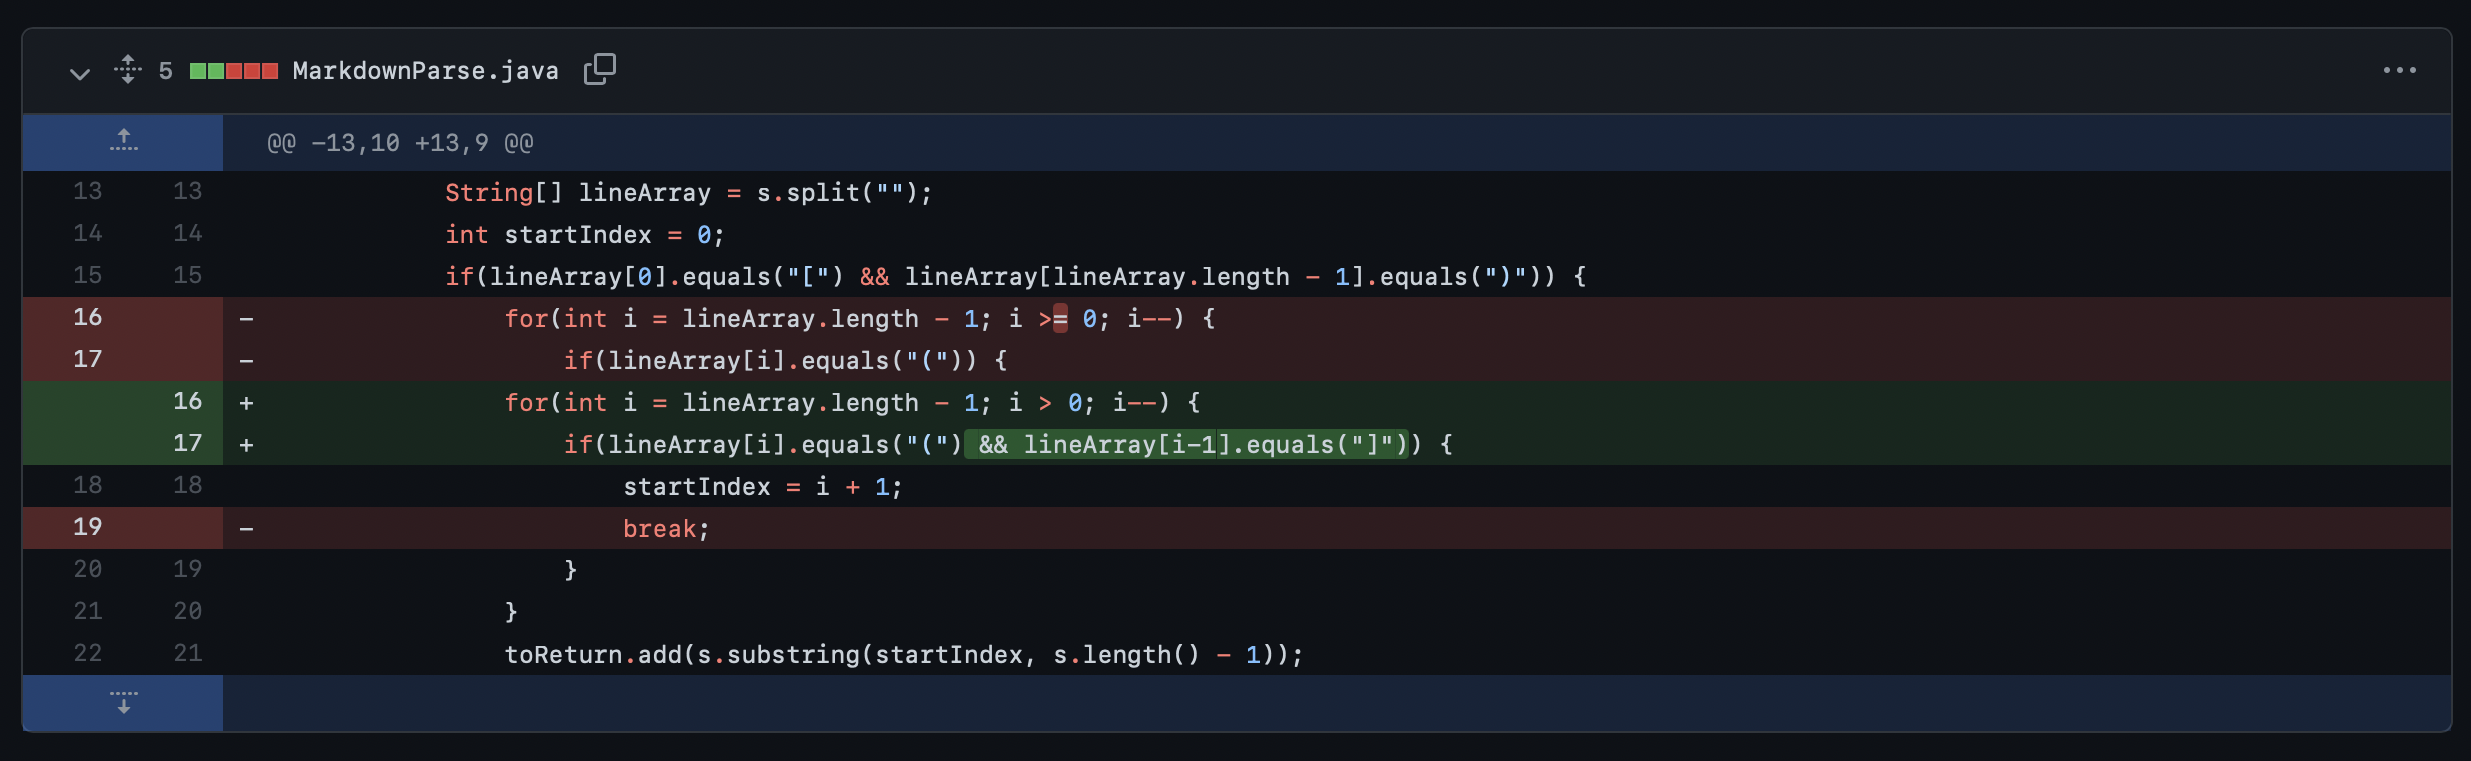 5 MarkdownParse.java
@@ -13,10 +13,9 @@
13 13 String[] lineArray = s.split("");
14 14 int startIndex = 0;
15 15 if(lineArray[0].equals("[") && lineArray[lineArray.length - 1].equals(")")) {
16 - for(int i = lineArray.length - 1; i >= 0; i--) {
17 - if(lineArray[i].equals("(")) {
16 + for(int i = lineArray.length - 1; i > 0; i--) {
17 + if(lineArray[i].equals("(") && lineArray[i-1].equals("]")) {
18 18 startIndex = i + 1;
19 - break;
20 19 }
21 20 }
22 21 toReturn.add(s.substring(startIndex, s.length() - 1));